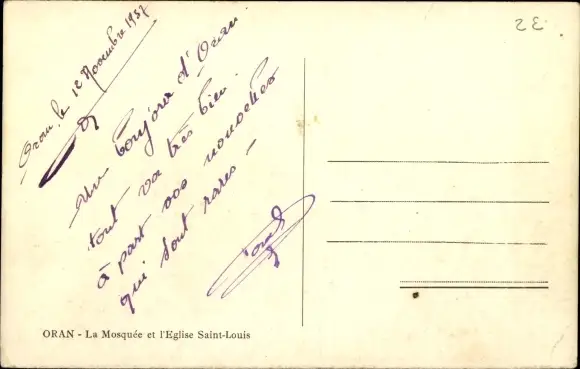 Oran, le 12 Novembre 1937
Un bonjour d'Oran
tout va très bien
à part vos nouvelles
qui sont rares -
2E
ORAN - La Mosquée et l'Eglise Saint-Louis